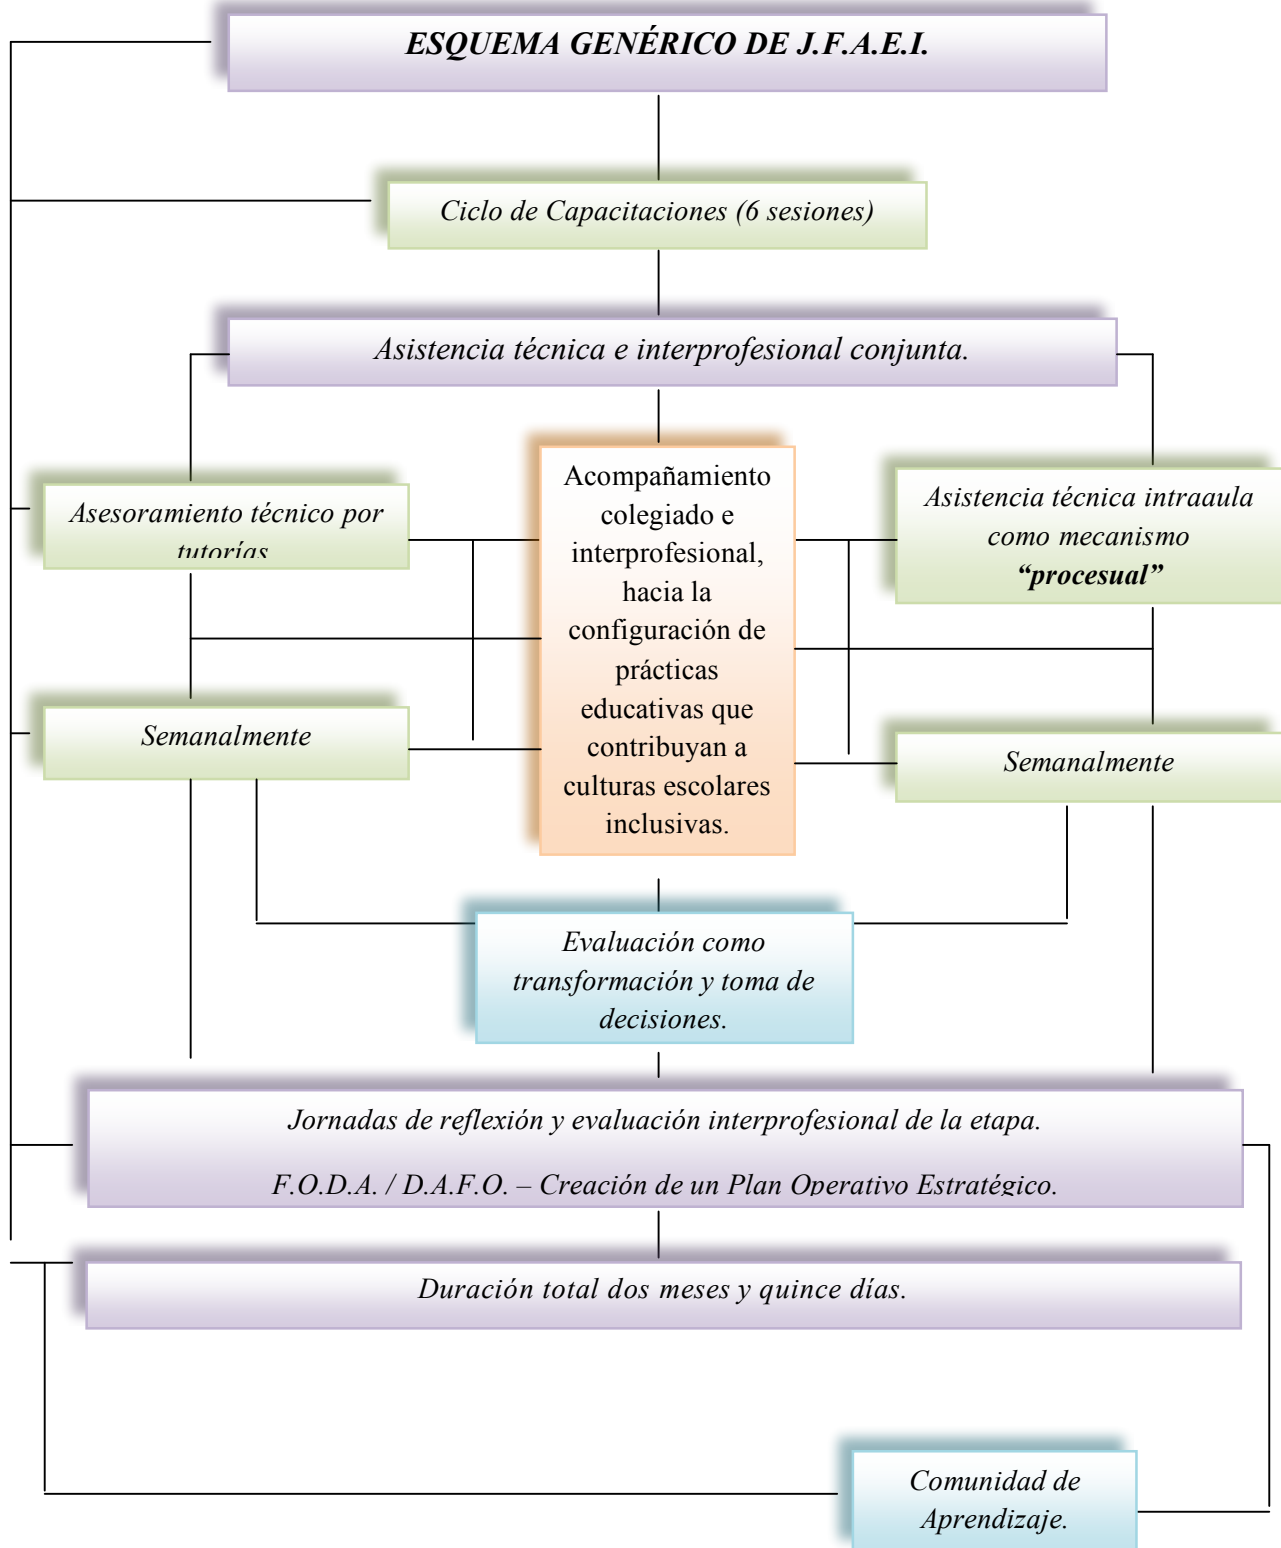 ESQUEMA GENÉRICO DE J.F.A.E.I.
Ciclo de Capacitaciones (6 sesiones)
Asistencia técnica e interprofesional conjunta.
Asesoramiento técnico por
tutorías
Acompañamiento
colegiado e
interprofesional,
hacia la
configuración de
prácticas
educativas que
contribuyan a
culturas escolares
inclusivas.
Asistencia técnica intraaula
como mecanismo
“procesual”
Semanalmente
Semanalmente
Evaluación como
transformación y toma de
decisiones.
Jornadas de reflexión y evaluación interprofesional de la etapa.
F.O.D.A. / D.A.F.O. – Creación de un Plan Operativo Estratégico.
Duración total dos meses y quince días.
Comunidad de
Aprendizaje.